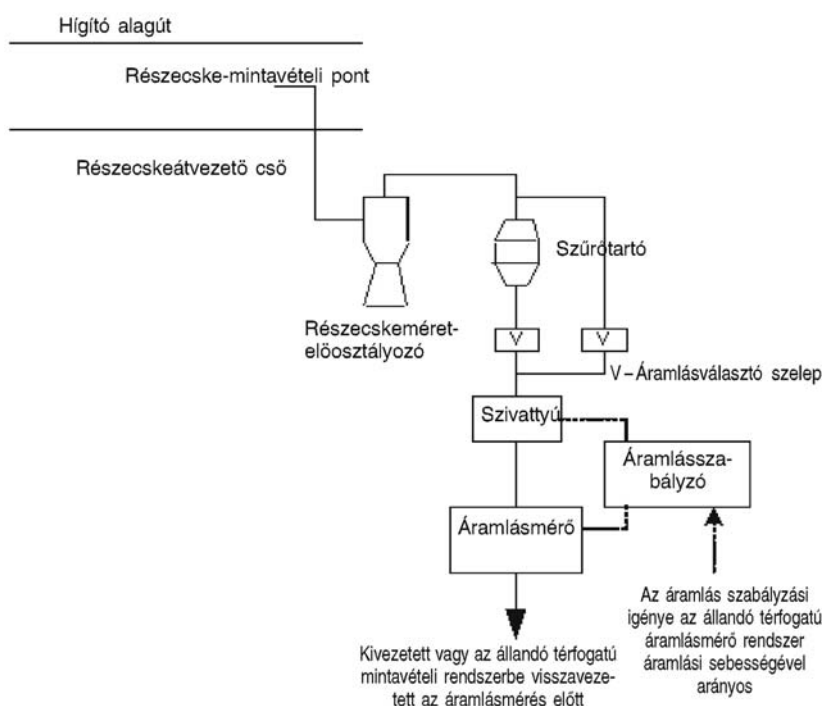 Hígító alagút
Részecske-mintavételi pont
Részecskeátvezető cső
Szűrőtartó
Részecskeméret-
előosztályozó
V
V
V–Áramlásválasztó szelep
Szivattyú
Áramlássza-
bályzó
Áramlásmérő
Az áramlás szabályzási
igénye az állandó térfogatú
áramlásmérő rendszer
áramlási sebességével
arányos
Kivezetett vagy az állandó térfogatú
mintavételi rendszerbe visszaveze-
tett az áramlásmérés előtt